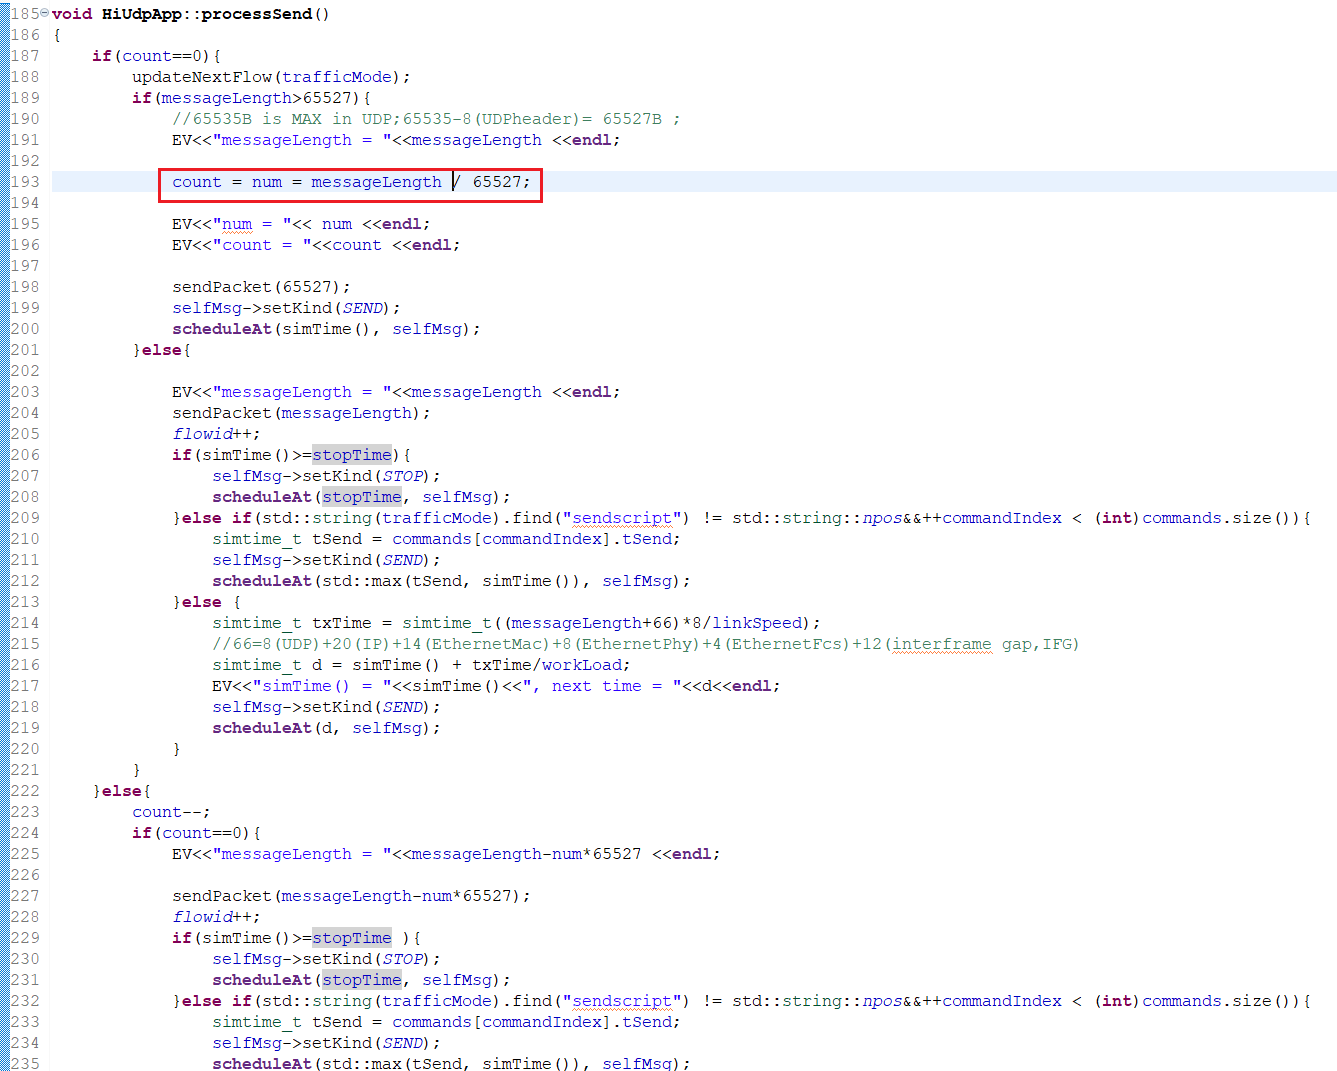 185 void HiUdpApp::processSend()
186 {
187     if(count==0){
188         updateNextFlow(trafficMode);
189         if(messageLength>65527){
190             //65535B is MAX in UDP;65535-8(UDPheader)= 65527B ;
191             EV<<"messageLength = "<<messageLength <<endl;
192
193             count = num = messageLength / 65527;
194
195             EV<<"num = "<< num <<endl;
196             EV<<"count = "<<count <<endl;
197
198             sendPacket(65527);
199             selfMsg->setKind(SEND);
200             scheduleAt(simTime(), selfMsg);
201         }else{
202
203             EV<<"messageLength = "<<messageLength <<endl;
204             sendPacket(messageLength);
205             flowid++;
206             if(simTime()>=stopTime){
207                 selfMsg->setKind(STOP);
208                 scheduleAt(stopTime, selfMsg);
209             }else if(std::string(trafficMode).find("sendscript") != std::string::npos&&++commandIndex < (int)commands.size()){
210                 simtime_t tSend = commands[commandIndex].tSend;
211                 selfMsg->setKind(SEND);
212                 scheduleAt(std::max(tSend, simTime()), selfMsg);
213             }else {
214                 simtime_t txTime = simtime_t((messageLength+66)*8/linkSpeed);
215                 //66=8(UDP)+20(IP)+14(EthernetMac)+8(EthernetPhy)+4(EthernetFcs)+12(interframe gap,IFG)
216                 simtime_t d = simTime() + txTime/workLoad;
217                 EV<<"simTime() = "<<simTime()<<", next time = "<<d<<endl;
218                 selfMsg->setKind(SEND);
219                 scheduleAt(d, selfMsg);
220             }
221         }
222     }else{
223         count--;
224         if(count==0){
225             EV<<"messageLength = "<<messageLength-num*65527 <<endl;
226
227             sendPacket(messageLength-num*65527);
228             flowid++;
229             if(simTime()>=stopTime ){
230                 selfMsg->setKind(STOP);
231                 scheduleAt(stopTime, selfMsg);
232             }else if(std::string(trafficMode).find("sendscript") != std::string::npos&&++commandIndex < (int)commands.size()){
233                 simtime_t tSend = commands[commandIndex].tSend;
234                 selfMsg->setKind(SEND);
235                 scheduleAt(std::max(tSend, simTime()), selfMsg);